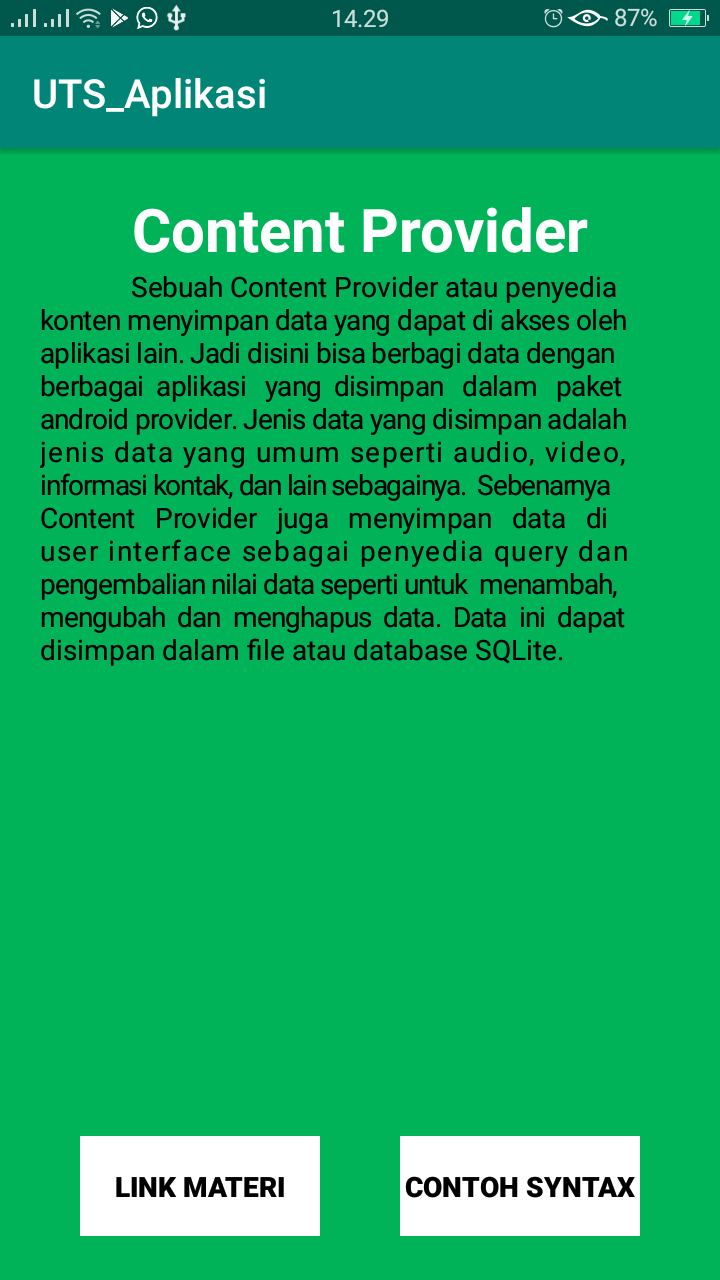 14.29
87%
UTS_Aplikasi
Content Provider
Sebuah Content Provider atau penyedia
konten menyimpan data yang dapat di akses oleh
aplikasi lain. Jadi disini bisa berbagi data dengan
berbagai aplikasi yang disimpan dalam paket
android provider. Jenis data yang disimpan adalah
jenis data yang umum seperti audio, video,
informasi kontak, dan lain sebagainya. Sebenarnya
Content Provider juga menyimpan data di
user interface sebagai penyedia query dan
pengembalian nilai data seperti untuk menambah,
mengubah dan menghapus data. Data ini dapat
disimpan dalam file atau database SQLite.
LINK MATERI
CONTOH SYNTAX